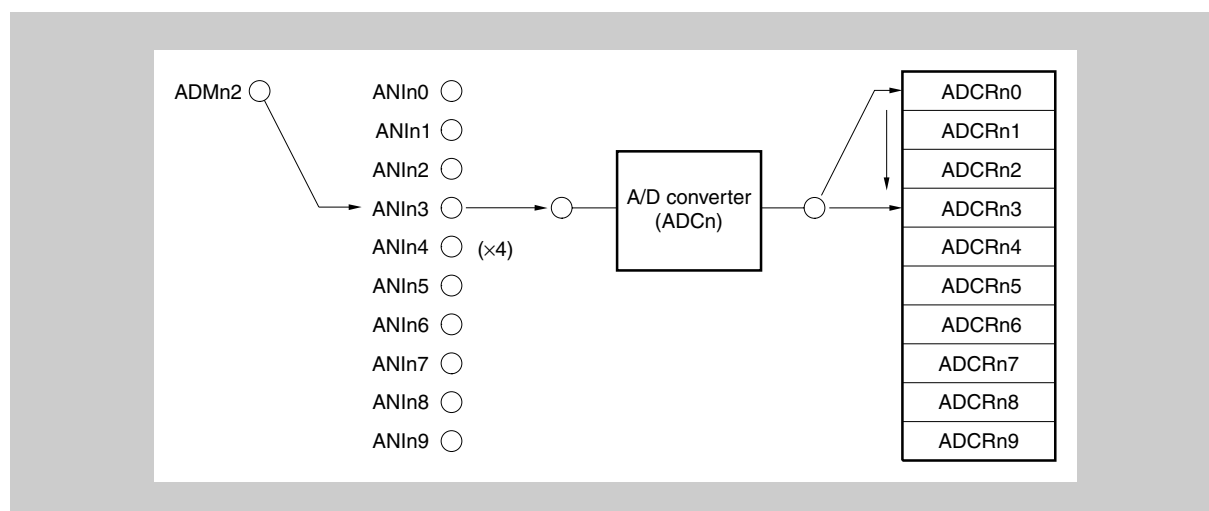 ADMn2
ANIn0
ANIn1
ANIn2
ANIn3
ANIn4 (×4)
ANIn5
ANIn6
ANIn7
ANIn8
ANIn9
A/D converter
(ADCn)
ADCRn0
ADCRn1
ADCRn2
ADCRn3
ADCRn4
ADCRn5
ADCRn6
ADCRn7
ADCRn8
ADCRn9